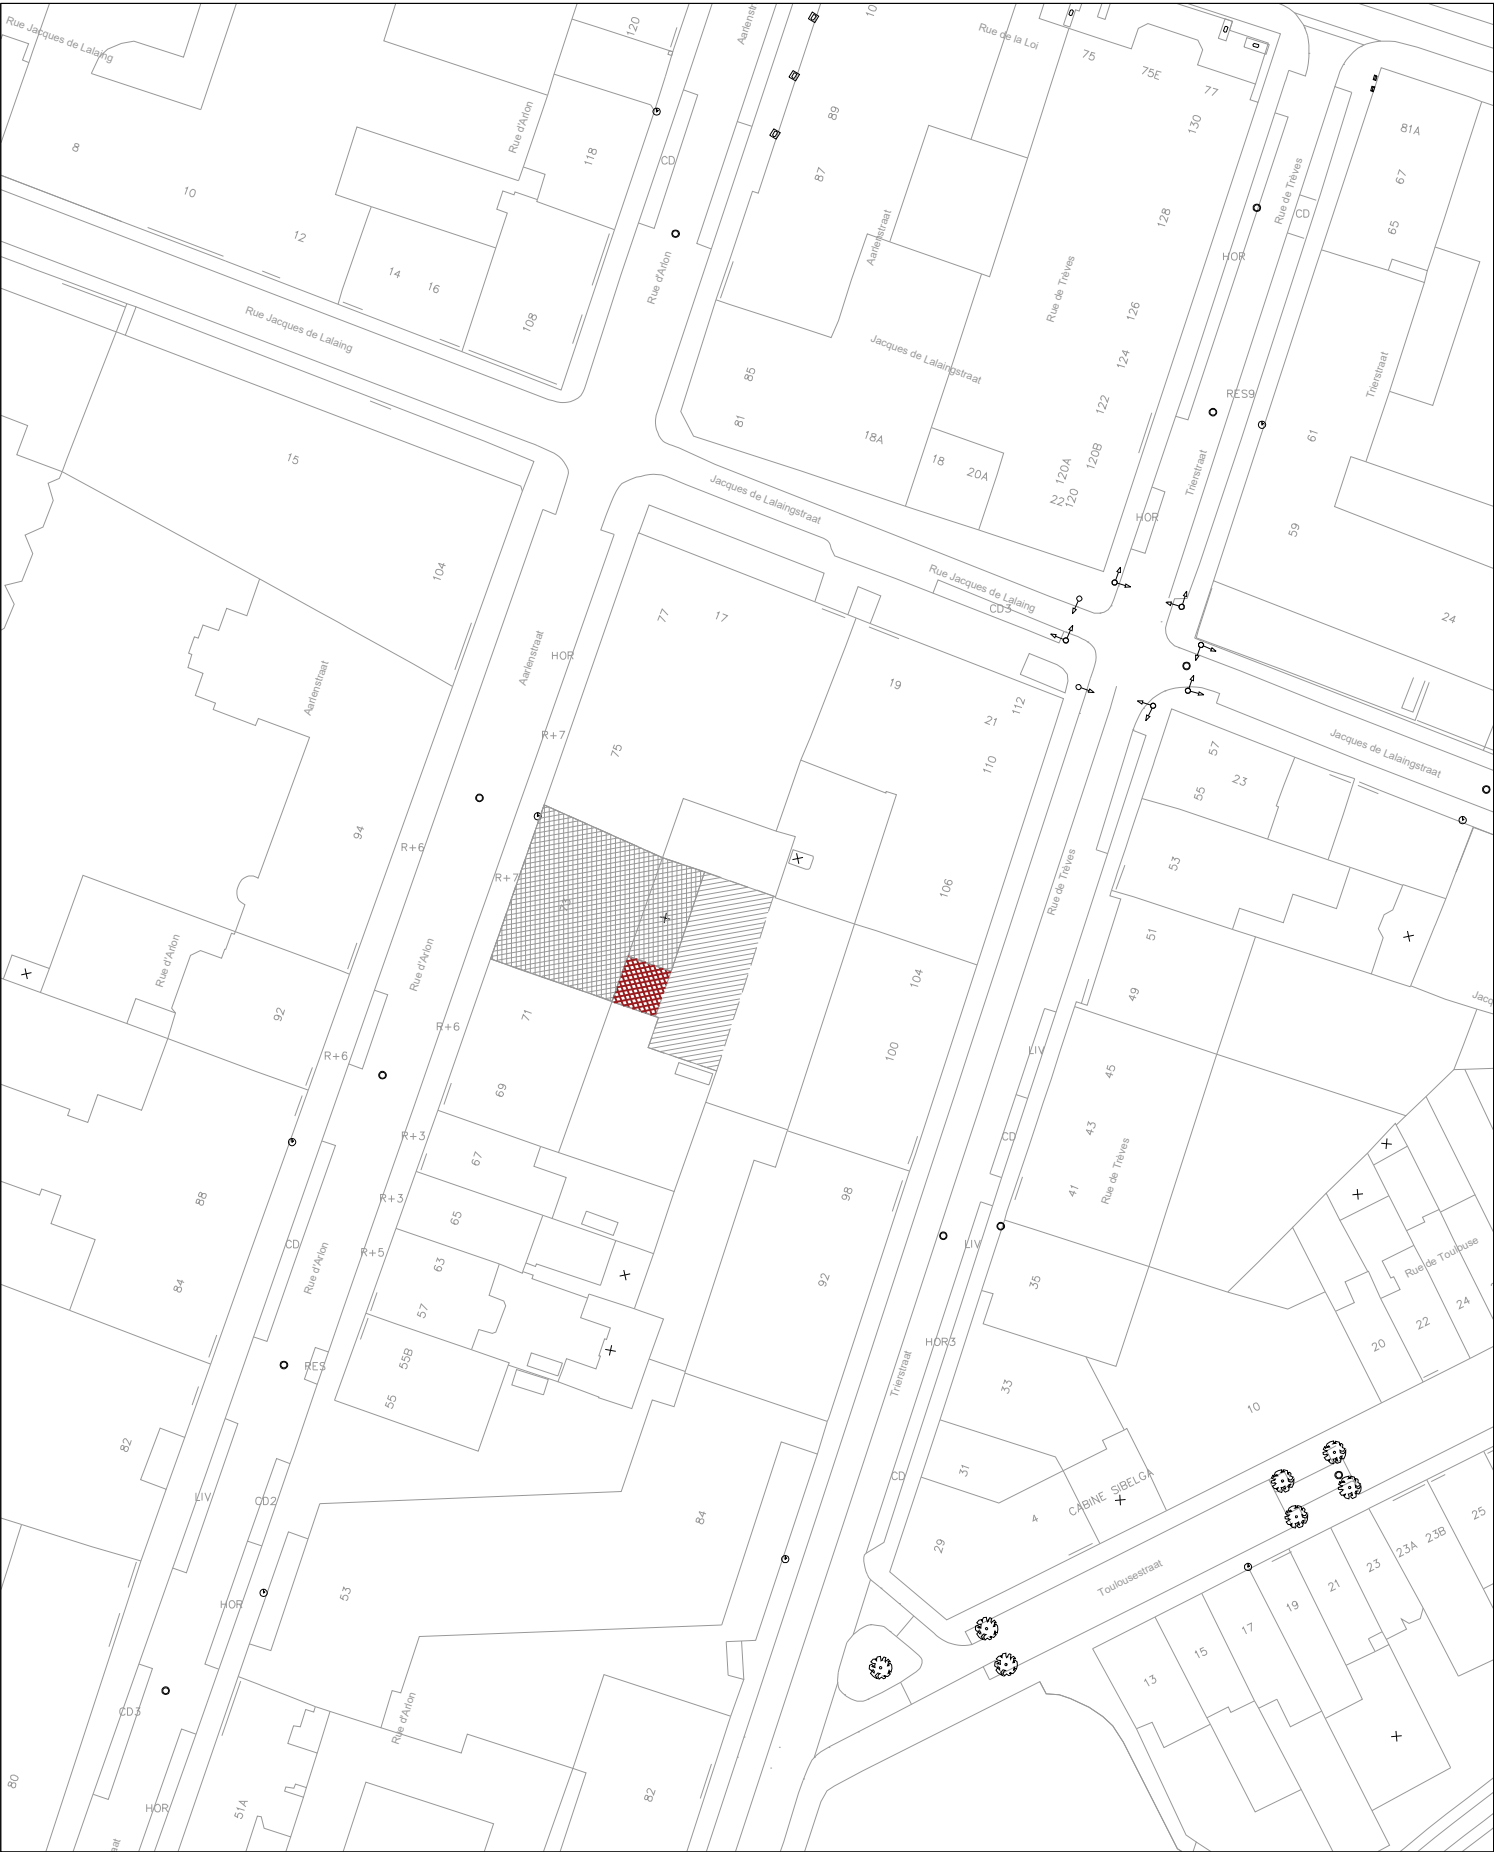 Rue Jacques de Lalaing
120
10
Rue de la Loi
75
75E
77
130
81A
67
65
8
10
12
14
16
Rue d'Arlon
118
CD
89
87
Aarlenstraat
128
Rue de Trèves
CD
HOR
Rue d'Arlon
Rue de Trèves
126
124
122
120B
120A
120
22
Rue Jacques de Lalaing
108
85
81
Jacques de Lalaingstraat
18A
18
20A
RES9
Trierstraat
61
59
15
104
Jacques de Lalaingstraat
Trierstraat
HOR
Rue Jacques de Lalaing
CD3
24
Aarlenstraat
Aarlenstraat
HOR
77
17
19
21
112
110
R+7
75
57
23
55
Jacques de Lalaingstraat
94
R+6
R+7
53
106
Rue de Trèves
51
Rue d'Arlon
Rue d'Arlon
92
104
49
71
R+6
R+6
100
LIV
45
69
43
CD
R+3
67
41
Rue de Trèves
88
R+3
65
98
CD
Rue d'Arlon
R+5
63
LIV
Rue de Toulouse
84
92
35
57
24
22
20
55B
RES
HOR3
55
Trierstraat
33
10
82
31
CD
CABINE SIBELGA
LIV
CD2
84
4
29
25
23B
23A
23
21
19
17
15
13
Toulousestraat
53
HOR
CD3
Rue d'Arlon
80
HOR
51A
82